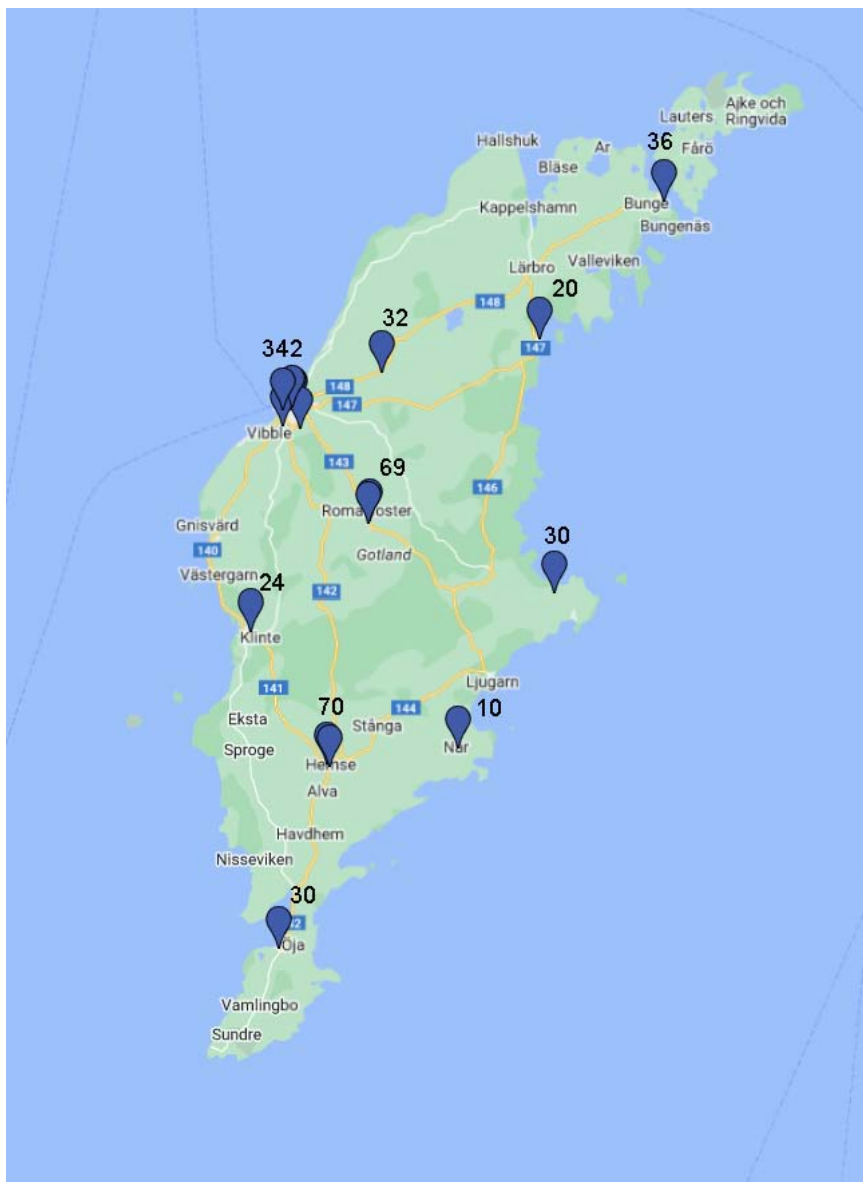 Ajke och
Ringvida
Lauters
Hallshuk
36
Ar
Fårö
Bläse
Kappelshamn
Bunge
Bungenäs
Valleviken
Lärbro
20
148
32
147
342
148
147
Vibble
143
69
146
Roma
oster
Gnisvärd
140
Gotland
30
Västergarn
24
142
Klinte
Ljugarn
141
144
70
10
Eksta
Stånga
När
Sproge
Hemse
Alva
Havdhem
Nisseviken
30
Öja
Vamlingbo
Sundre